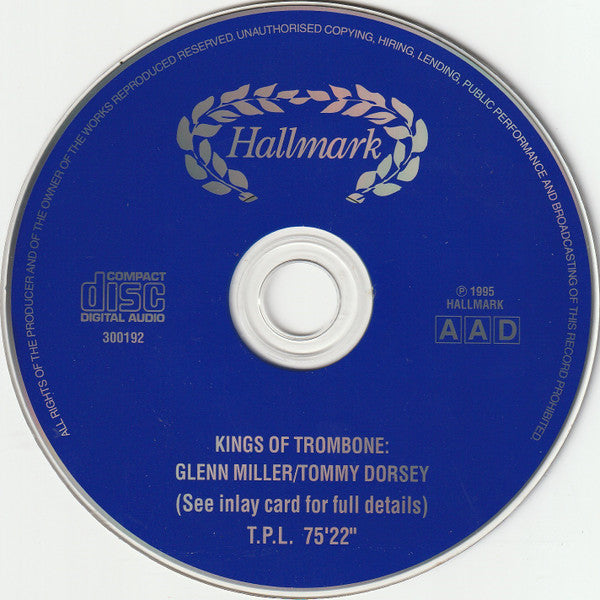 ALL RIGHTS OF THE PRODUCER AND OF THE OWNER OF THE WORKS REPRODUCED RESERVED. UNAUTHORISED COPYING, HIRING, LENDING, PUBLIC PERFORMANCE AND BROADCASTING OF THIS RECORD PROHIBITED.
Hallmark
COMPACT
disc
DIGITAL AUDIO
300192
℗ 1995
HALLMARK
AAD
KINGS OF TROMBONE:
GLENN MILLER/TOMMY DORSEY
(See inlay card for full details)
T.P.L. 75'22"